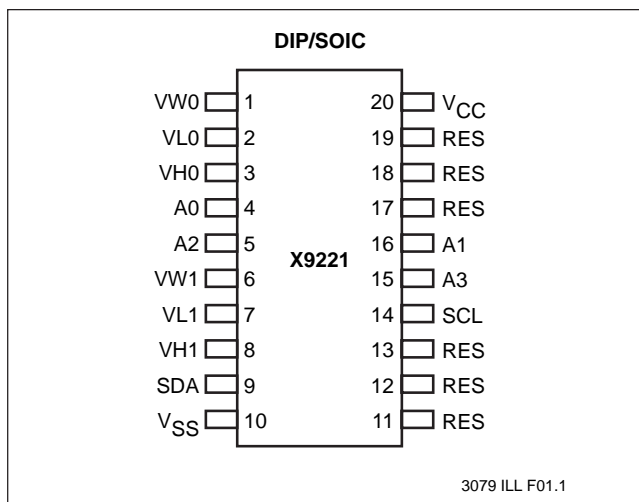 DIP/SOIC
VW0 1 20 VCC
VL0 2 19 RES
VH0 3 18 RES
A0 4 17 RES
A2 5 16 A1
X9221
VW1 6 15 A3
VL1 7 14 SCL
VH1 8 13 RES
SDA 9 12 RES
VSS 10 11 RES
3079 ILL F01.1